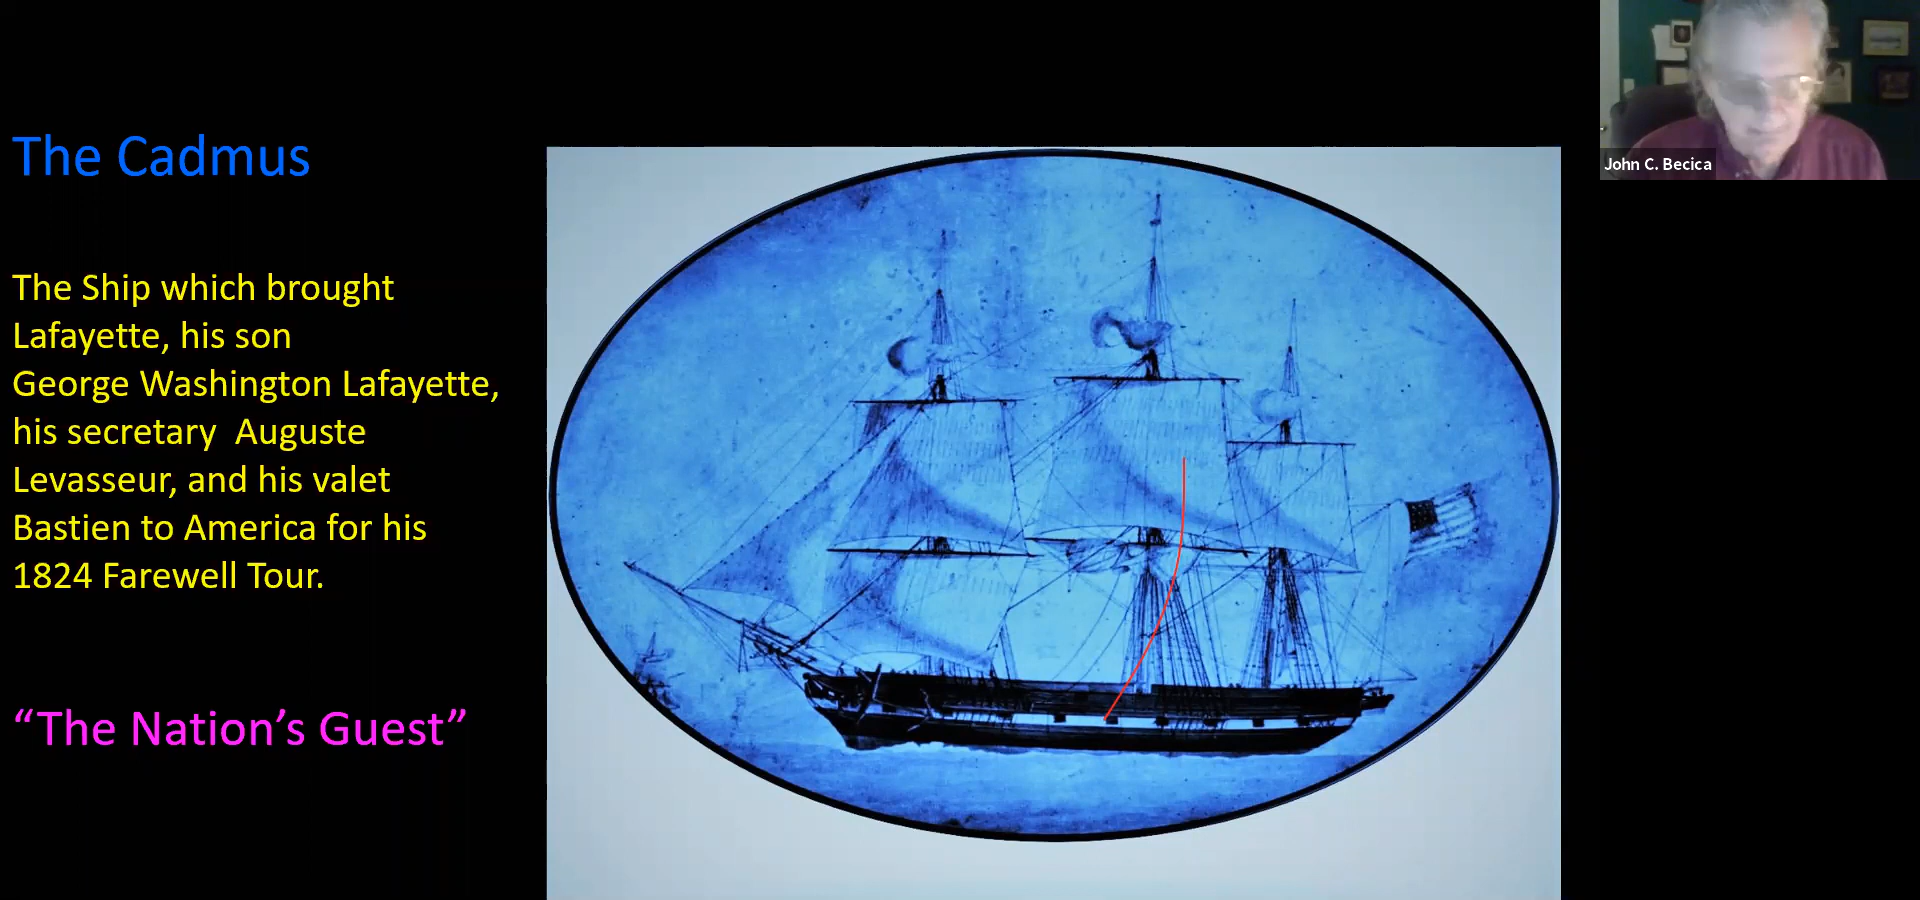 The Cadmus
The Ship which brought
Lafayette, his son
George Washington Lafayette,
his secretary  Auguste
Levasseur, and his valet
Bastien to America for his
1824 Farewell Tour.
“The Nation’s Guest”
John C. Becica